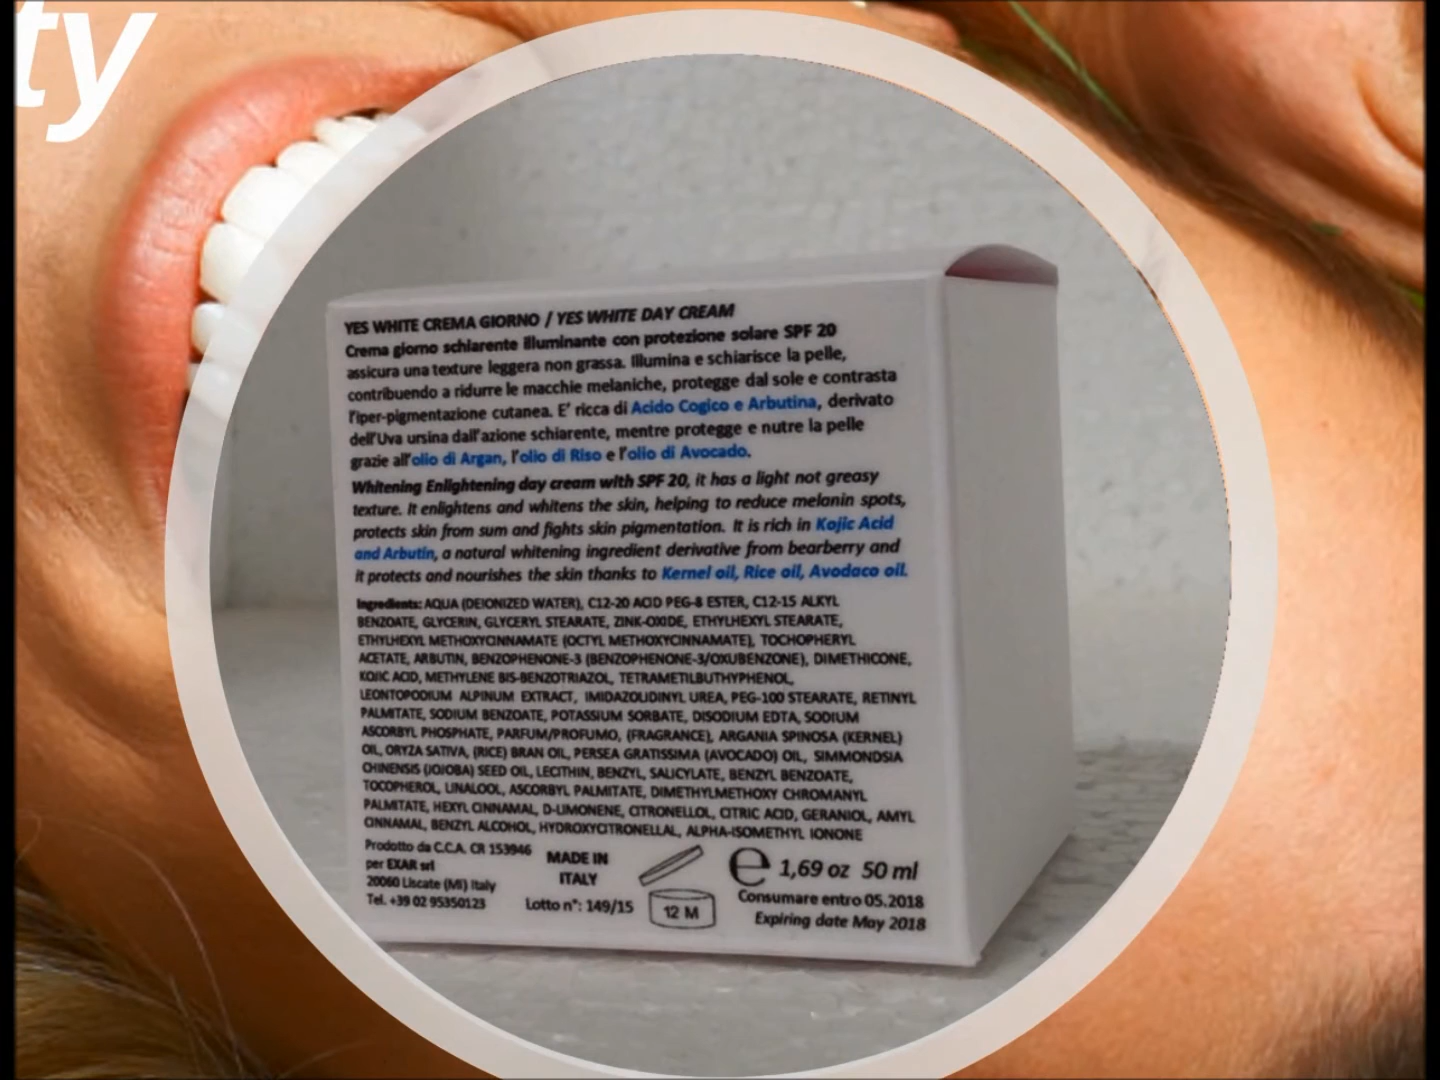 ty
YES WHITE CREMA GIORNO / YES WHITE DAY CREAM
Crema giorno schiarente illuminante con protezione solare SPF 20
assicura una texture leggera non grassa. Illumina e schiarisce la pelle,
contribuendo a ridurre le macchie melaniche, protegge dal sole e contrasta
l'iper-pigmentazione cutanea. E' ricca di Acido Cogico e Arbutina, derivato
dell'Uva ursina dall'azione schiarente, mentre protegge e nutre la pelle
grazie all'olio di Argan, l'olio di Riso e l'olio di Avocado.
Whitening Enlightening day cream with SPF 20, it has a light not greasy
texture. It enlightens and whitens the skin, helping to reduce melanin spots,
protects skin from sum and fights skin pigmentation. It is rich in Kojic Acid
and Arbutin, a natural whitening ingredient derivative from bearberry and
it protects and nourishes the skin thanks to Kernel oil, Rice oil, Avodaco oil.
Ingredients: AQUA (DEIONIZED WATER), C12-20 ACID PEG-8 ESTER, C12-15 ALKYL
BENZOATE, GLYCERIN, GLYCERYL STEARATE, ZINK-OXIDE, ETHYLHEXYL STEARATE,
ETHYLHEXYL METHOXYCINNAMATE (OCTYL METHOXYCINNAMATE), TOCHOPHERYL
ACETATE, ARBUTIN, BENZOPHENONE-3 (BENZOPHENONE-3/OXUBENZONE), DIMETHICONE,
KOJIC ACID, METHYLENE BIS-BENZOTRIAZOL, TETRAMETILBUTHYPHENOL,
LEONTOPODIUM ALPINUM EXTRACT, IMIDAZOLIDINYL UREA, PEG-100 STEARATE, RETINYL
PALMITATE, SODIUM BENZOATE, POTASSIUM SORBATE, DISODIUM EDTA, SODIUM
ASCORBYL PHOSPHATE, PARFUM/PROFUMO, (FRAGRANCE), ARGANIA SPINOSA (KERNEL)
OIL, ORYZA SATIVA, (RICE) BRAN OIL, PERSEA GRATISSIMA (AVOCADO) OIL, SIMMONDSIA
CHINENSIS (JOJOBA) SEED OIL, LECITHIN, BENZYL, SALICYLATE, BENZYL BENZOATE,
TOCOPHEROL, LINALOOL, ASCORBYL PALMITATE, DIMETHYLMETHOXY CHROMANYL
PALMITATE, HEXYL CINNAMAL, D-LIMONENE, CITRONELLOL, CITRIC ACID, GERANIOL, AMYL
CINNAMAL, BENZYL ALCOHOL, HYDROXYCITRONELLAL, ALPHA-ISOMETHYL IONONE
Prodotto da C.C.A. CR 153946
per EXAR srl
20060 Liscate (MI) Italy
Tel. +39 02 95350123
MADE IN
ITALY
Lotto n°: 149/15
12 M
e 1,69 oz 50 ml
Consumare entro 05.2018
Expiring date May 2018